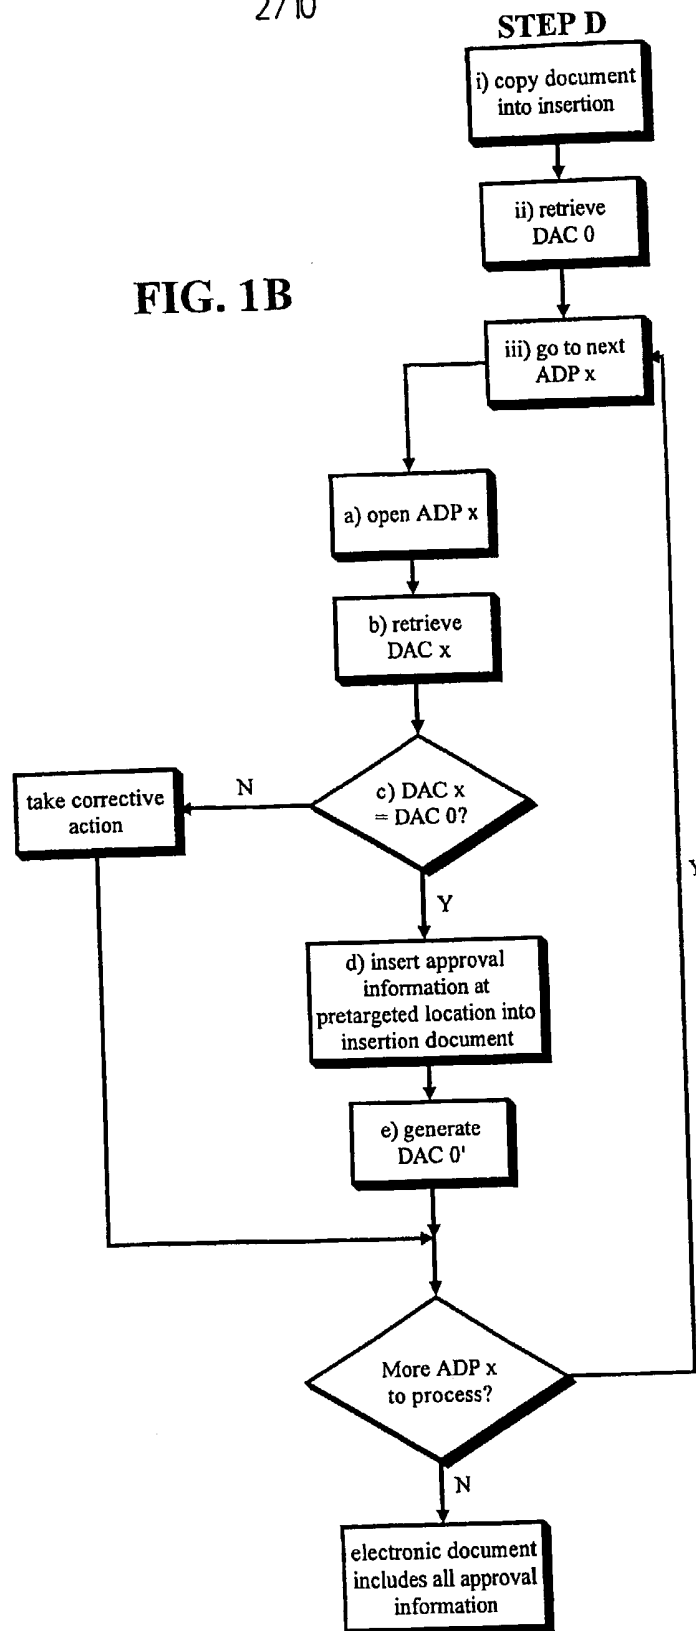 2/10
STEP D
i) copy document
into insertion
ii) retrieve
DAC 0
FIG. 1B
iii) go to next
ADP x
a) open ADP x
b) retrieve
DAC x
c) DAC x
= DAC 0?
N
take corrective
action
Y
Y
d) insert approval
information at
pretargeted location into
insertion document
e) generate
DAC 0'
More ADP x
to process?
N
electronic document
includes all approval
information